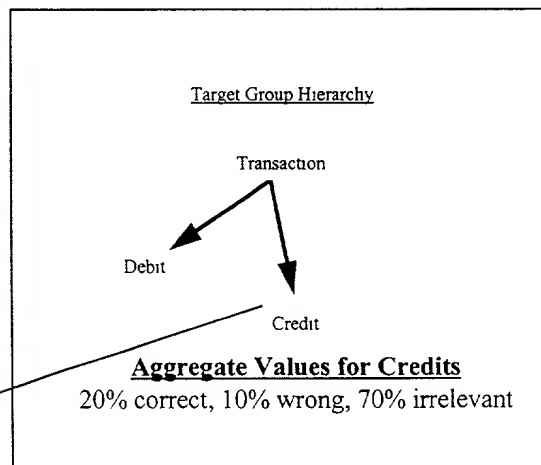 Target Group Hierarchy
Transaction
Debit
Credit
Aggregate Values for Credits
20% correct, 10% wrong, 70% irrelevant